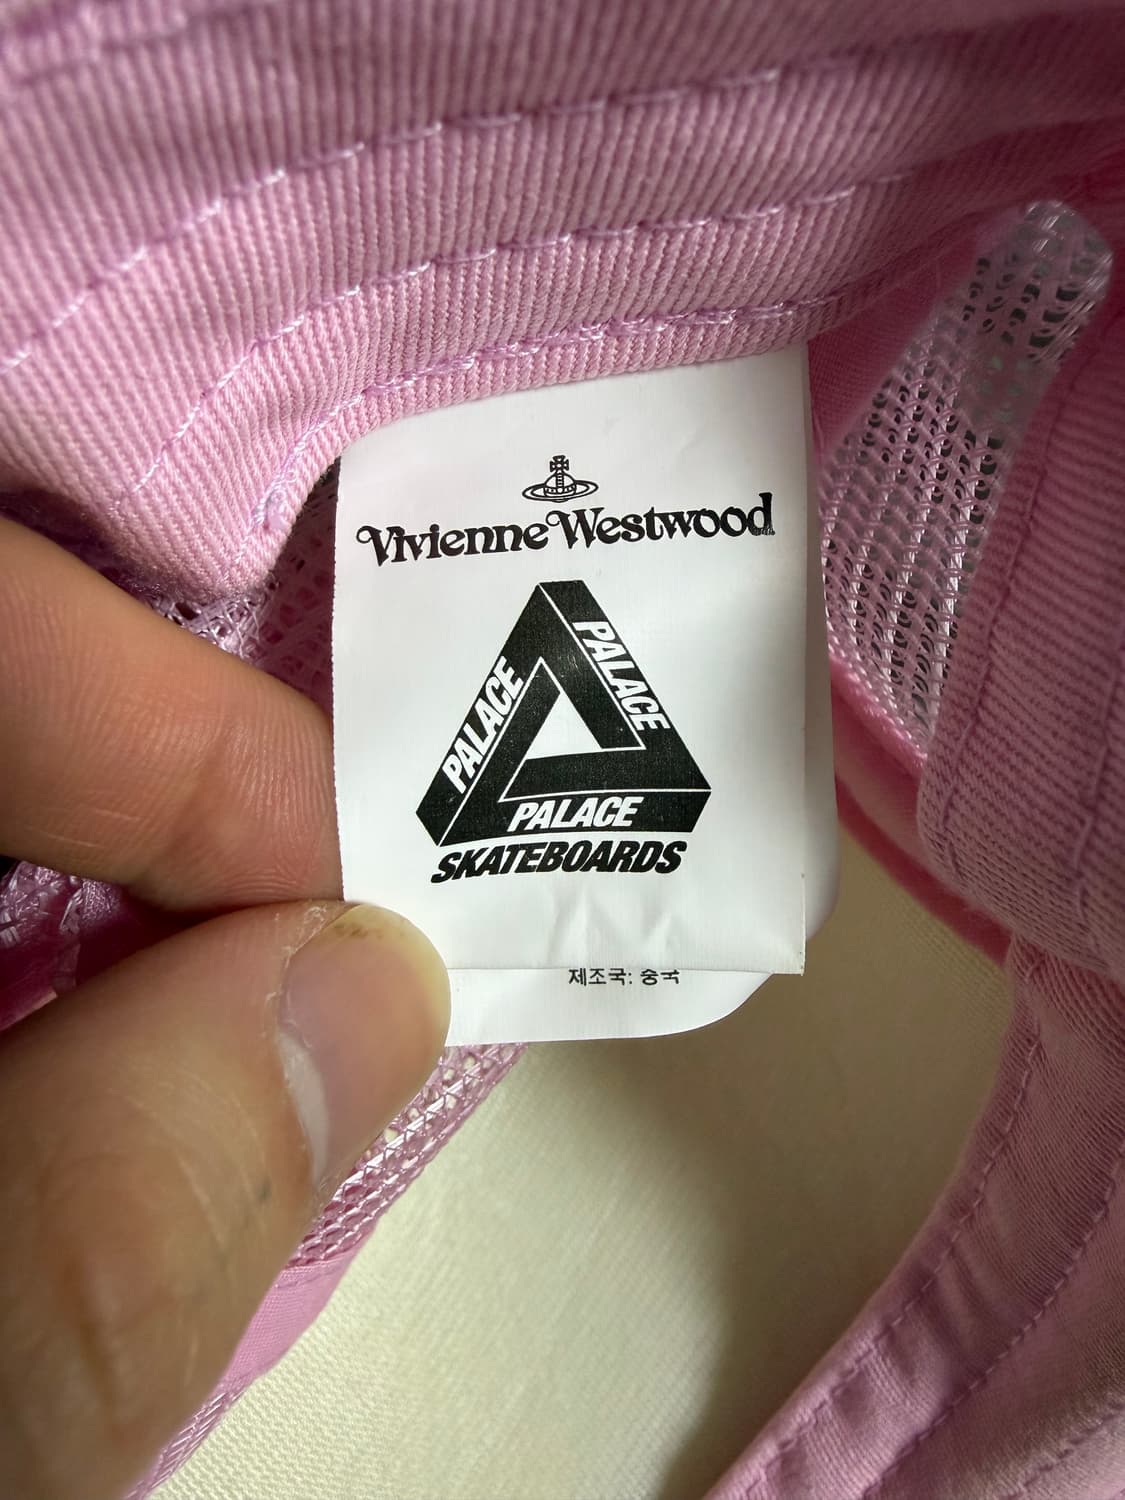 Vivienne Westwood
PALACE
PALACE
PALACE
SKATEBOARDS
제조국: 중국